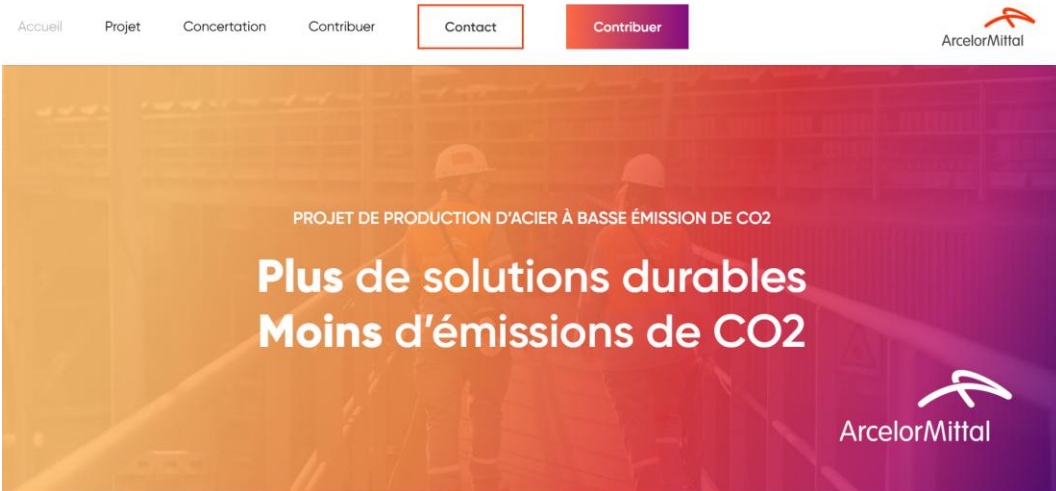 Accueil
Projet
Concertation
Contribuer
Contact
Contribuer
ArcelorMittal
PROJET DE PRODUCTION D'ACIER À BASSE ÉMISSION DE CO2
Plus de solutions durables
Moins d'émissions de CO2
ArcelorMittal